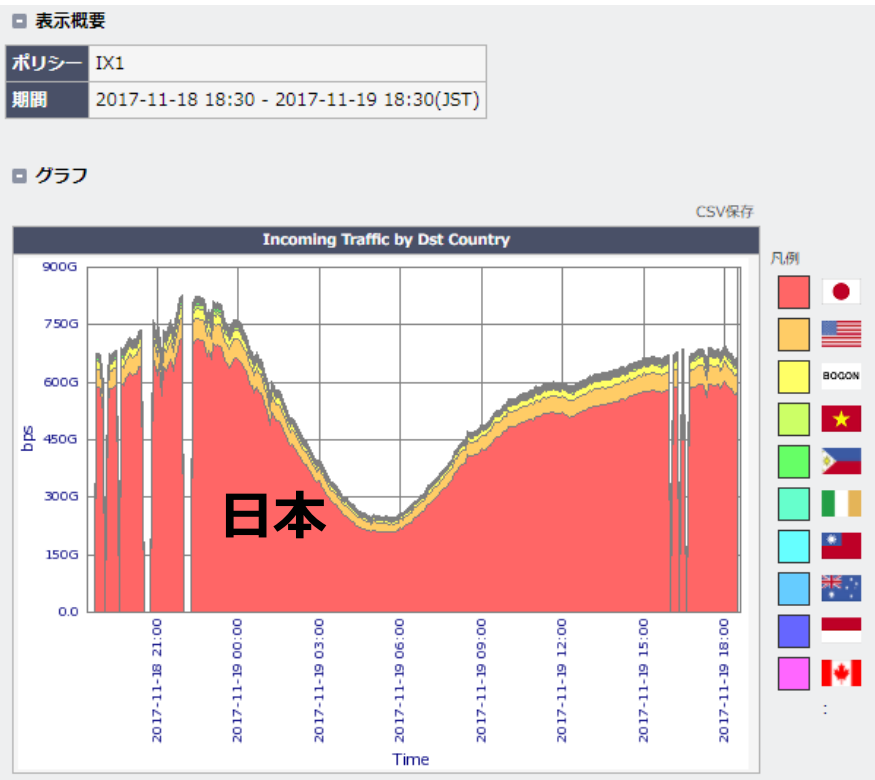 表示概要
ポリシー IX1
期間 2017-11-18 18:30 - 2017-11-19 18:30(JST)
グラフ
CSV保存
Incoming Traffic by Dst Country
凡例
900G
750G
600G
450G
300G
150G
0.0
bps
日本
BOGON
2017-11-18 21:00
2017-11-19 00:00
2017-11-19 03:00
2017-11-19 06:00
2017-11-19 09:00
2017-11-19 12:00
2017-11-19 15:00
2017-11-19 18:00
Time
: